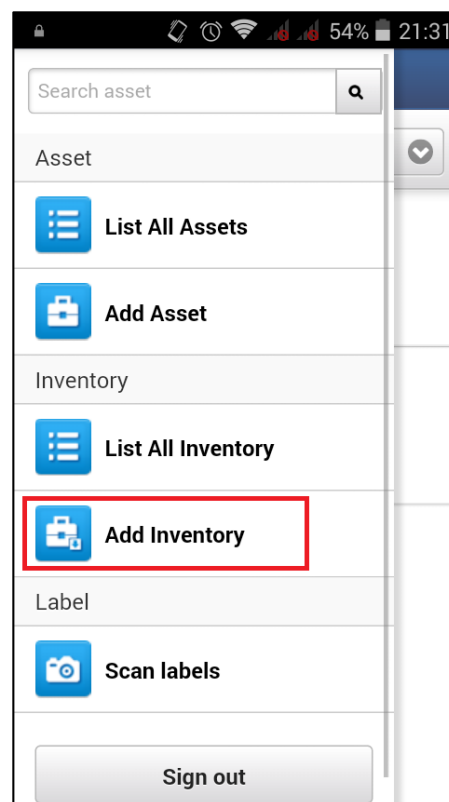 54% 21:31
Search asset
Asset
List All Assets
Add Asset
Inventory
List All Inventory
Add Inventory
Label
Scan labels
Sign out